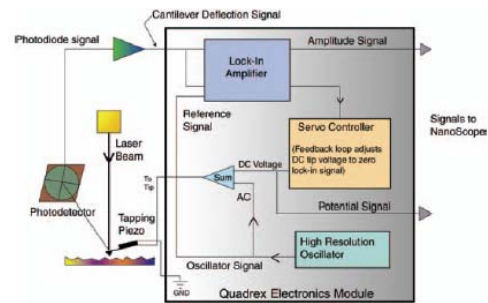 Cantilever Deflection Signal
Photodiode signal
Amplitude Signal
Lock-In
Amplifier
Reference
Signal
Signals to
NanoScope
Servo Controller
(Feedback loop adjusts
DC tip voltage to zero
lock-in signal)
Laser
Beam
DC Voltage
To
Tip
Sum
AC
Potential Signal
Photodetector
Tapping
Piezo
High Resolution
Oscillator
Oscillator Signal
GND
Quadrex Electronics Module